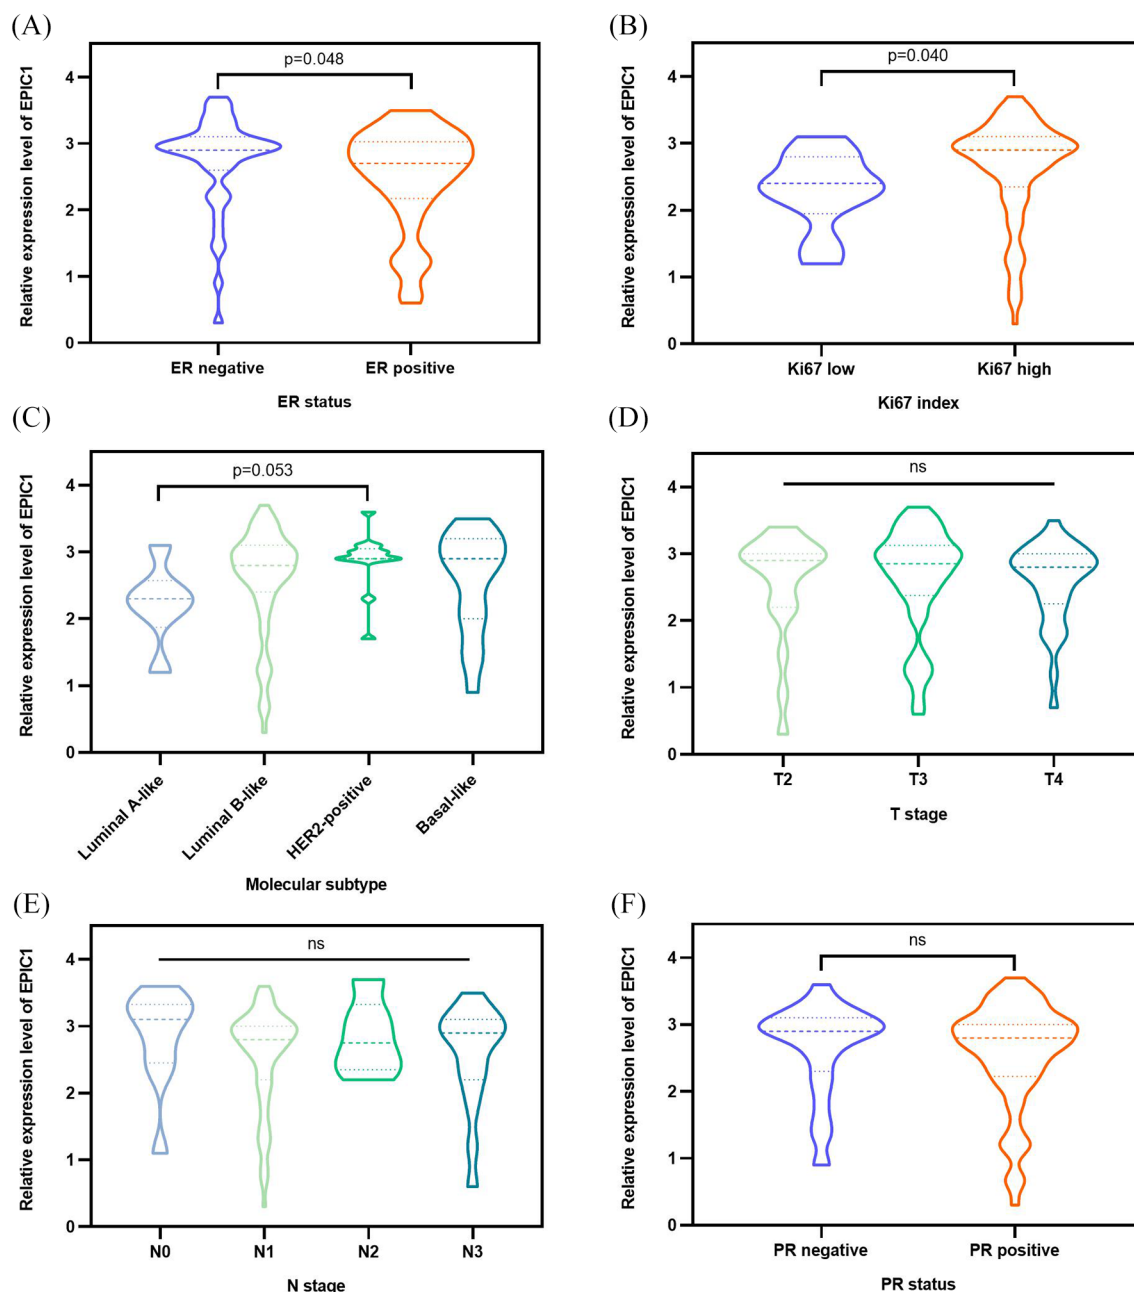 (A)
Relative expression level of EPIC1
4
3
2
1
0
p=0.048
ER negative
ER positive
ER status
(B)
Relative expression level of EPIC1
4
3
2
1
0
p=0.040
Ki67 low
Ki67 high
Ki67 index
(C)
Relative expression level of EPIC1
4
3
2
1
0
p=0.053
Luminal A-like
Luminal B-like
HER2-positive
Basal-like
Molecular subtype
(D)
Relative expression level of EPIC1
4
3
2
1
0
ns
T2
T3
T4
T stage
(E)
Relative expression level of EPIC1
4
3
2
1
0
ns
N0
N1
N2
N3
N stage
(F)
Relative expression level of EPIC1
4
3
2
1
0
ns
PR negative
PR positive
PR status